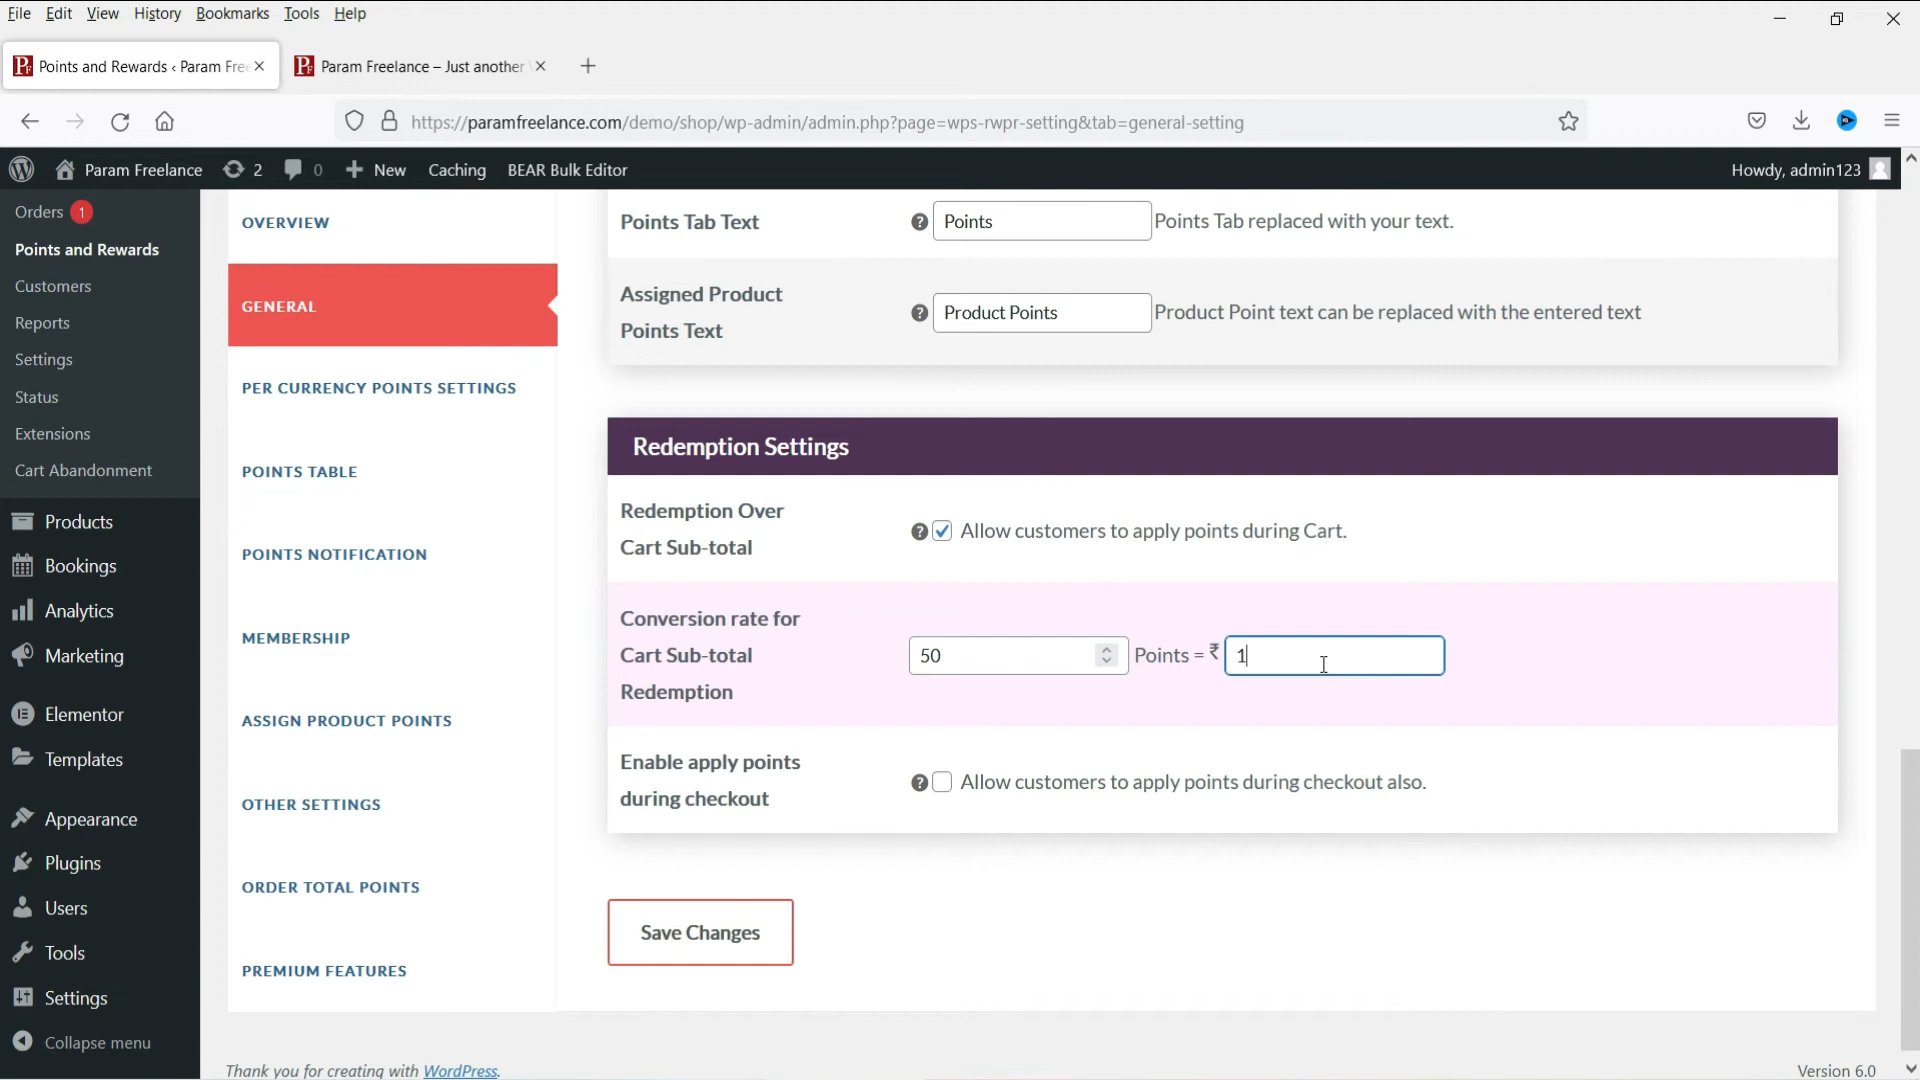 File Edit View History Bookmarks Tools Help
Points and Rewards ‹ Param Free
Param Freelance – Just another
https://paramfreelance.com/demo/shop/wp-admin/admin.php?page=wps-rwpr-setting&tab=general-setting
Param Freelance 2 0 New Caching BEAR Bulk Editor Howdy, admin123
Orders 1
Points and Rewards
Customers
Reports
Settings
Status
Extensions
Cart Abandonment
Products
Bookings
Analytics
Marketing
Elementor
Templates
Appearance
Plugins
Users
Tools
Settings
Collapse menu
OVERVIEW
GENERAL
PER CURRENCY POINTS SETTINGS
POINTS TABLE
POINTS NOTIFICATION
MEMBERSHIP
ASSIGN PRODUCT POINTS
OTHER SETTINGS
ORDER TOTAL POINTS
PREMIUM FEATURES
Points Tab Text Points Points Tab replaced with your text.
Assigned Product
Points Text
Product Points Product Point text can be replaced with the entered text
Redemption Settings
Redemption Over
Cart Sub-total
Allow customers to apply points during Cart.
Conversion rate for
Cart Sub-total
Redemption
50 Points = ₹ 1
Enable apply points
during checkout
Allow customers to apply points during checkout also.
Save Changes
Thank you for creating with WordPress.
Version 6.0